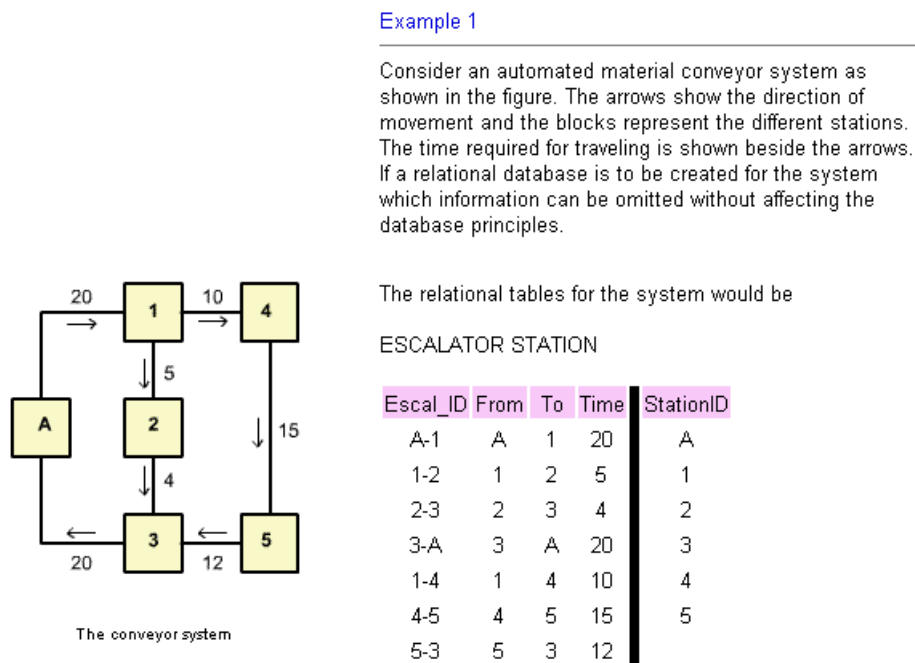 Example 1
Consider an automated material conveyor system as
shown in the figure. The arrows show the direction of
movement and the blocks represent the different stations.
The time required for traveling is shown beside the arrows.
If a relational database is to be created for the system
which information can be omitted without affecting the
database principles.
The relational tables for the system would be
ESCALATOR STATION
Escal_ID From To Time StationID
A-1 A 1 20 A
1-2 1 2 5 1
2-3 2 3 4 2
3-A 3 A 20 3
1-4 1 4 10 4
4-5 4 5 15 5
5-3 5 3 12
20 1 10 4
5
A 2 15
4
3 5
20 12
The conveyor system